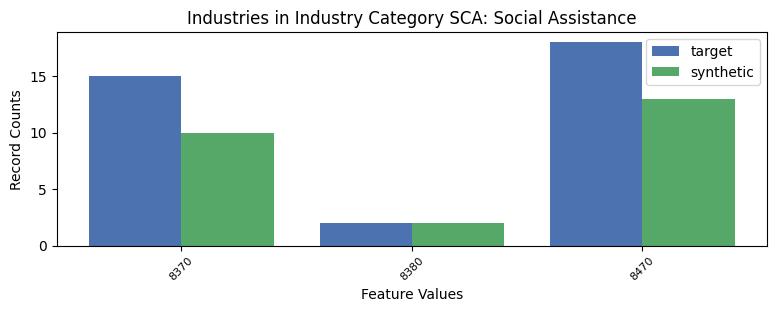 Industries in Industry Category SCA: Social Assistance
target
synthetic
Record Counts
15
10
5
0
8370
8380
8470
Feature Values